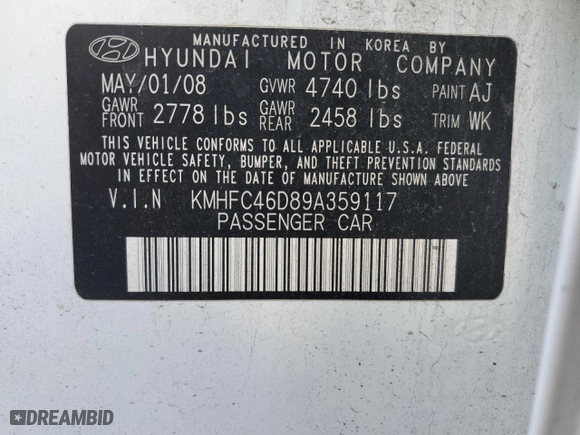 MANUFACTURED IN KOREA BY
HYUNDAI MOTOR COMPANY
MAY/01/08 GVWR 4740 lbs PAINT AJ
GAWR FRONT 2778 lbs GAWR REAR 2458 lbs TRIM WK
THIS VEHICLE CONFORMS TO ALL APPLICABLE U.S.A. FEDERAL
MOTOR VEHICLE SAFETY, BUMPER, AND THEFT PREVENTION STANDARDS
IN EFFECT ON THE DATE OF MANUFACTURE SHOWN ABOVE
V.I.N KMHFC46D89A359117
PASSENGER CAR
DREAMBID